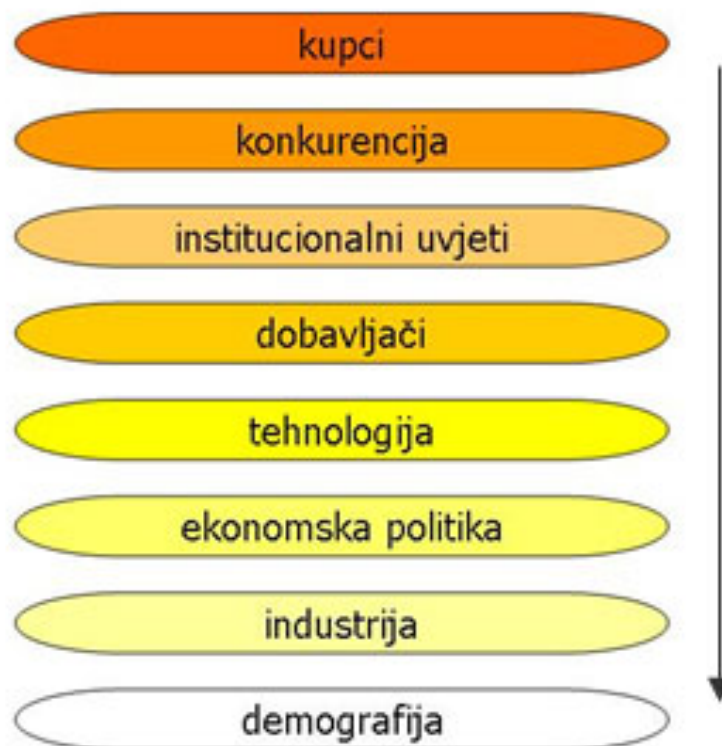 kupci
konkurencija
institucionalni uvjeti
dobavljači
tehnologija
ekonomska politika
industrija
demografija